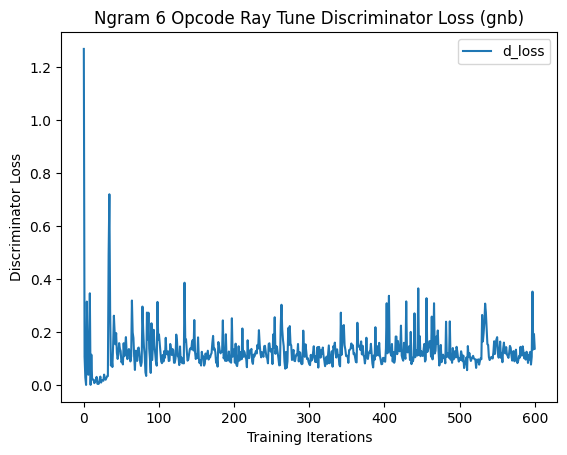 Ngram 6 Opcode Ray Tune Discriminator Loss (gnb)
d_loss
1.2
1.0
0.8
0.6
0.4
0.2
0.0
Discriminator Loss
0 100 200 300 400 500 600
Training Iterations